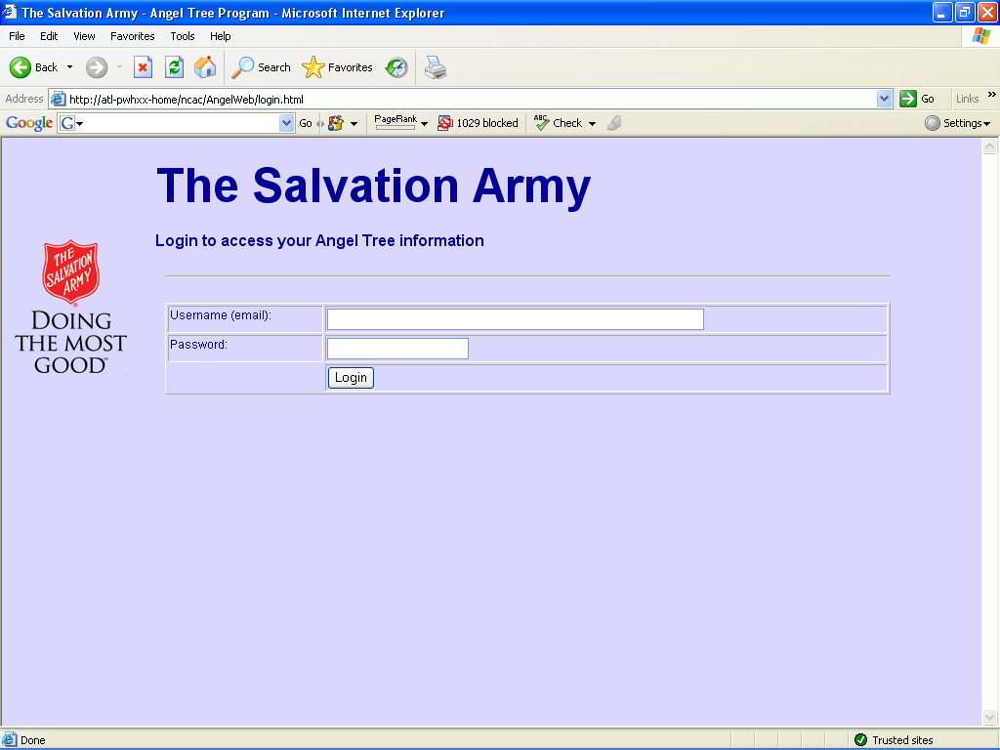 The Salvation Army - Angel Tree Program - Microsoft Internet Explorer
File Edit View Favorites Tools Help
Back Search Favorites
Address http://atl-pwhxx-home/ncac/AngelWeb/login.html Go Links »
Google G Go PageRank 1029 blocked ABC Check Settings
The Salvation Army
Login to access your Angel Tree information
THE
SALVATION
ARMY
DOING
THE MOST
GOOD™
Username (email):
Password:
Login
Done Trusted sites